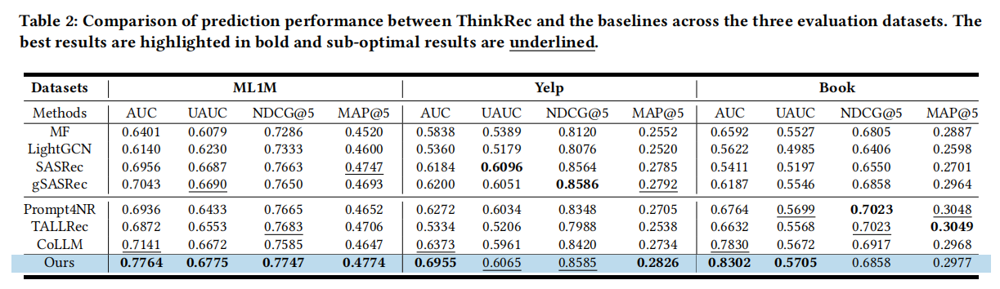 Table 2: Comparison of prediction performance between ThinkRec and the baselines across the three evaluation datasets. The
best results are highlighted in bold and sub-optimal results are underlined.
Datasets ML1M Yelp Book
Methods AUC UAUC NDCG@5 MAP@5 AUC UAUC NDCG@5 MAP@5 AUC UAUC NDCG@5 MAP@5
MF 0.6401 0.6079 0.7286 0.4520 0.5838 0.5389 0.8120 0.2552 0.6592 0.5527 0.6805 0.2887
LightGCN 0.6140 0.6230 0.7333 0.4600 0.5360 0.5179 0.8076 0.2520 0.5622 0.4985 0.6406 0.2598
SASRec 0.6956 0.6687 0.7663 0.4747 0.6184 0.6096 0.8564 0.2785 0.5411 0.5197 0.6550 0.2701
gSASRec 0.7043 0.6690 0.7650 0.4693 0.6200 0.6051 0.8586 0.2792 0.6187 0.5546 0.6858 0.2964
Prompt4NR 0.6936 0.6433 0.7665 0.4652 0.6272 0.6034 0.8348 0.2705 0.6764 0.5699 0.7023 0.3048
TALLRec 0.6872 0.6553 0.7683 0.4706 0.5334 0.5206 0.7988 0.2538 0.6632 0.5568 0.7023 0.3049
CoLLM 0.7141 0.6672 0.7585 0.4647 0.6373 0.5961 0.8420 0.2734 0.7830 0.5672 0.6917 0.2968
Ours 0.7764 0.6775 0.7747 0.4774 0.6955 0.6065 0.8585 0.2826 0.8302 0.5705 0.6858 0.2977